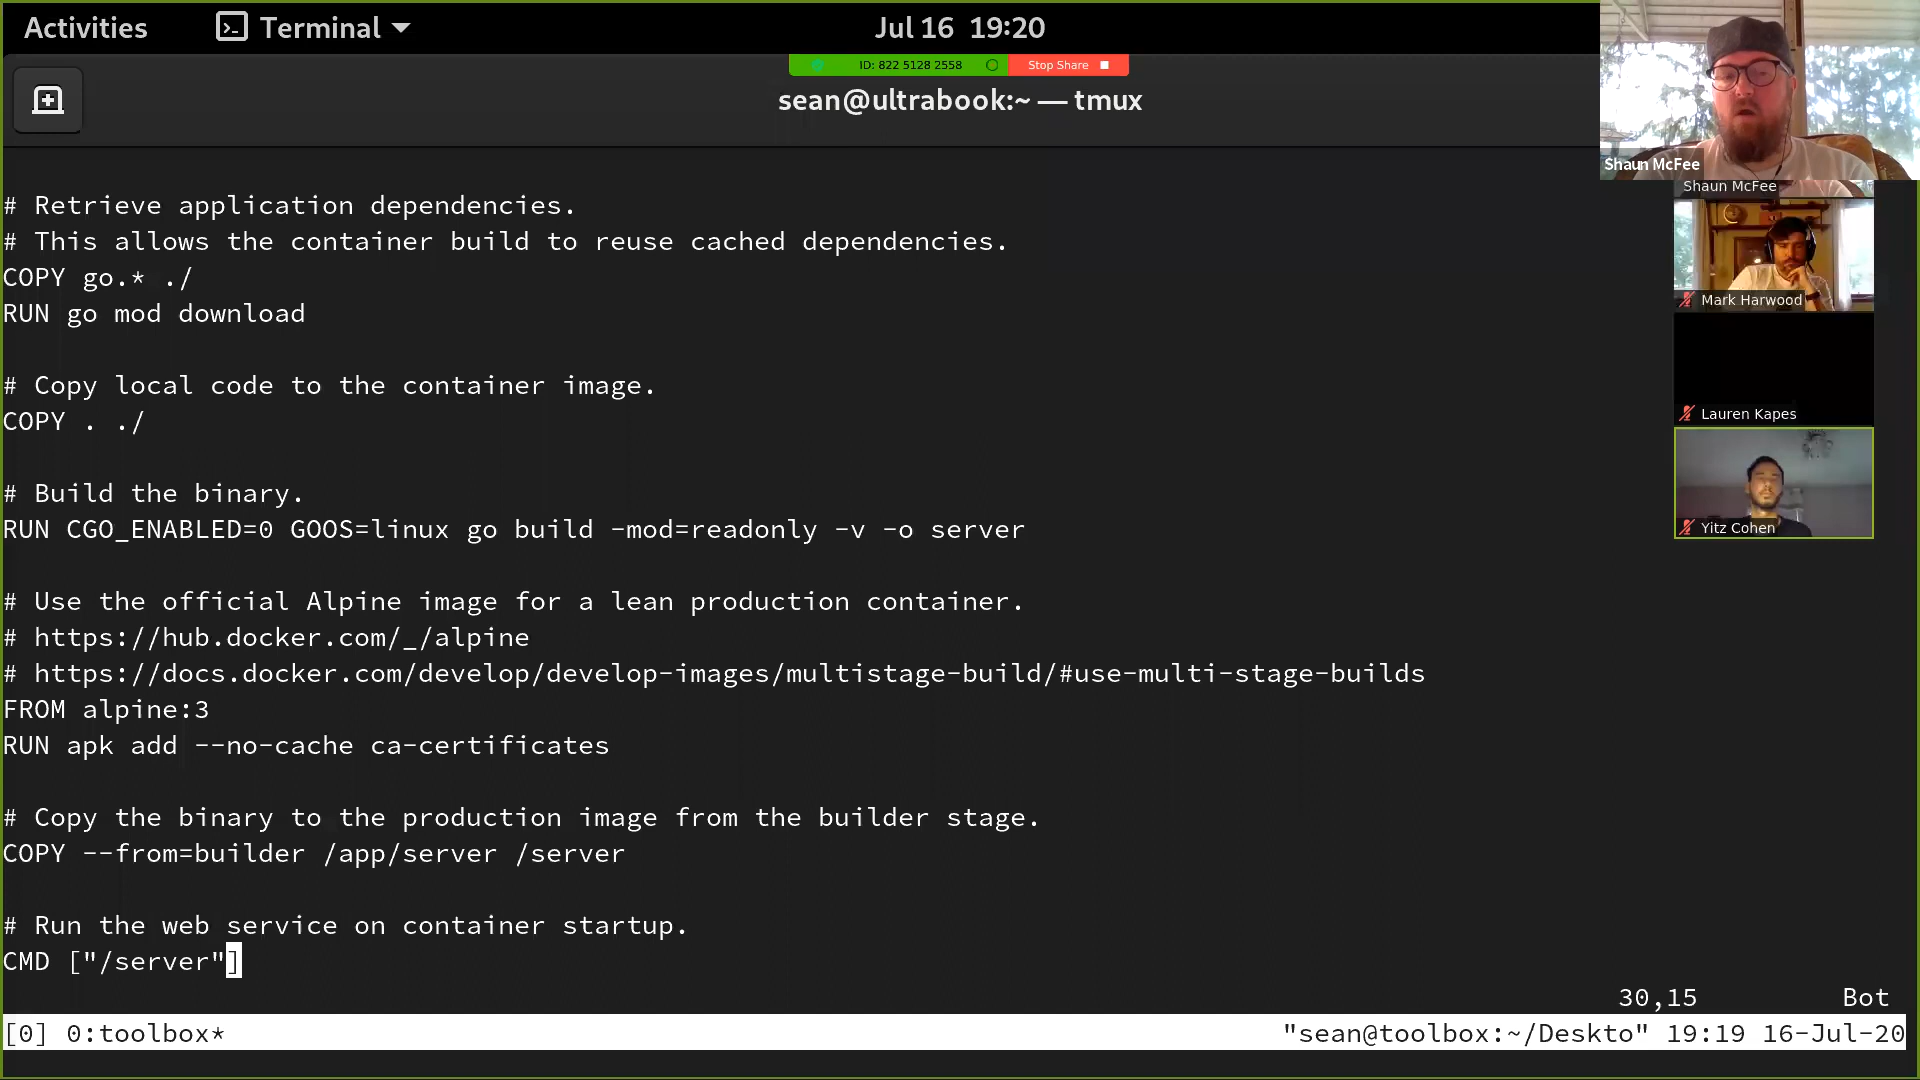 Activities
Terminal
Jul 16 19:20
ID: 822 5128 2558
Stop Share
sean@ultrabook:~ — tmux
# Retrieve application dependencies.
# This allows the container build to reuse cached dependencies.
COPY go.* ./
RUN go mod download
# Copy local code to the container image.
COPY . ./
# Build the binary.
RUN CGO_ENABLED=0 GOOS=linux go build -mod=readonly -v -o server
# Use the official Alpine image for a lean production container.
# https://hub.docker.com/_/alpine
# https://docs.docker.com/develop/develop-images/multistage-build/#use-multi-stage-builds
FROM alpine:3
RUN apk add --no-cache ca-certificates
# Copy the binary to the production image from the builder stage.
COPY --from=builder /app/server /server
# Run the web service on container startup.
CMD ["/server"]
30,15 Bot
[0] 0:toolbox*
"sean@toolbox:~/Deskto" 19:19 16-Jul-20
Shaun McFee
Shaun McFee
Mark Harwood
Lauren Kapes
Yitz Cohen